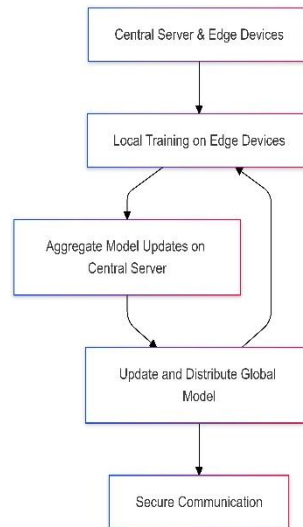 Central Server & Edge Devices
Local Training on Edge Devices
Aggregate Model Updates on
Central Server
Update and Distribute Global
Model
Secure Communication